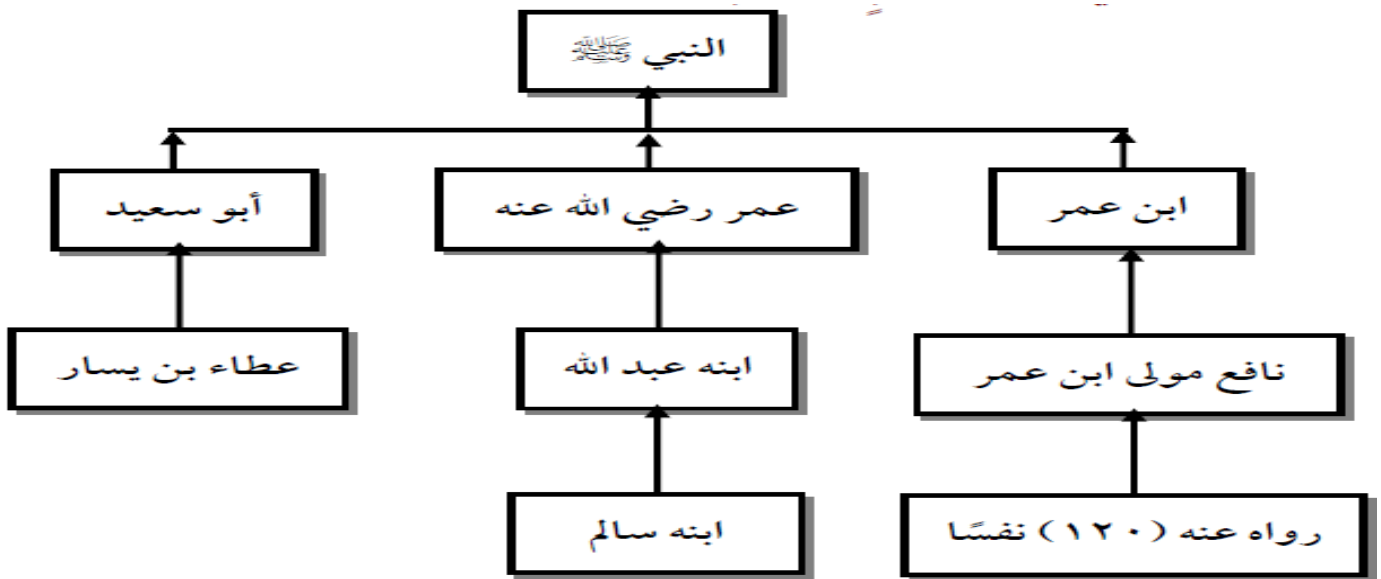 النبي ﷺ
ابن عمر
عمر رضي الله عنه
أبو سعيد
نافع مولى ابن عمر
ابنه عبد الله
عطاء بن يسار
رواه عنه (١٢٠) نفسًا
ابنه سالم